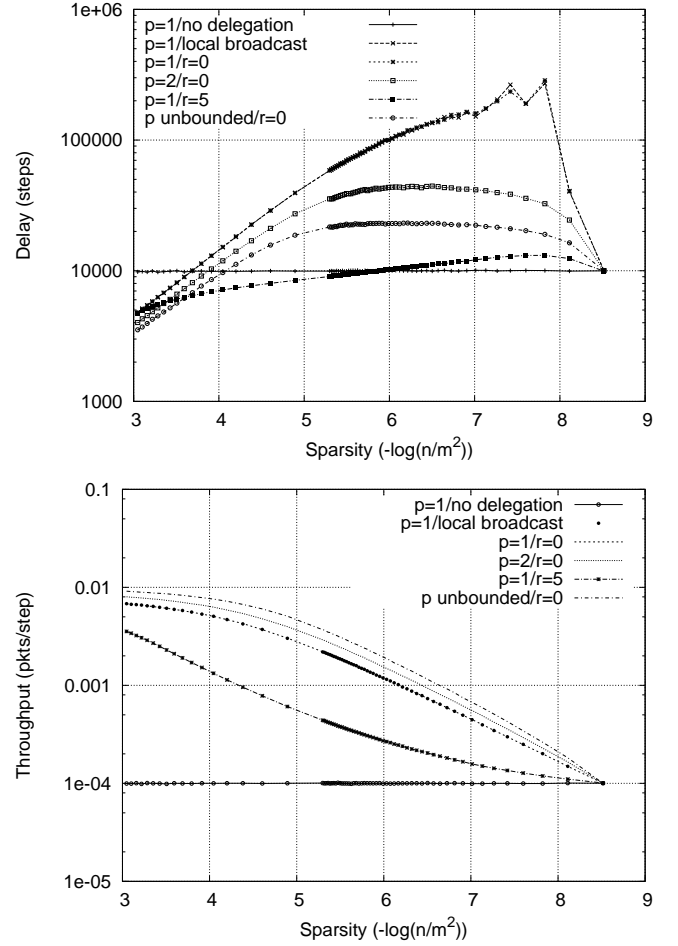 1e+06
p=1/no delegation
p=1/local broadcast
p=1/r=0
p=2/r=0
p=1/r=5
p unbounded/r=0
100000
10000
1000
Delay (steps)
3 4 5 6 7 8 9
Sparsity (-log(n/m²))
0.1
p=1/no delegation
p=1/local broadcast
p=1/r=0
p=2/r=0
p=1/r=5
p unbounded/r=0
0.01
0.001
1e-04
1e-05
Throughput (pkts/step)
3 4 5 6 7 8 9
Sparsity (-log(n/m²))